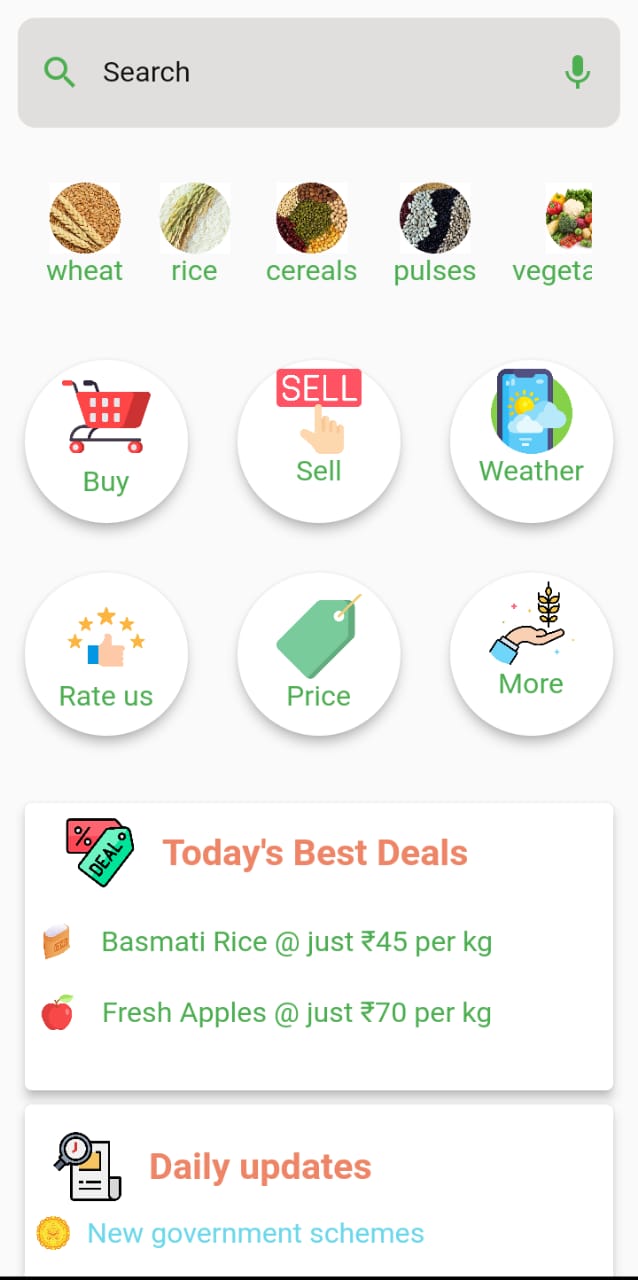 Search
wheat rice cereals pulses vegeta
SELL
Buy Sell Weather
Rate us Price More
DEAL
Today's Best Deals
Basmati Rice @ just ₹45 per kg
Fresh Apples @ just ₹70 per kg
Daily updates
New government schemes